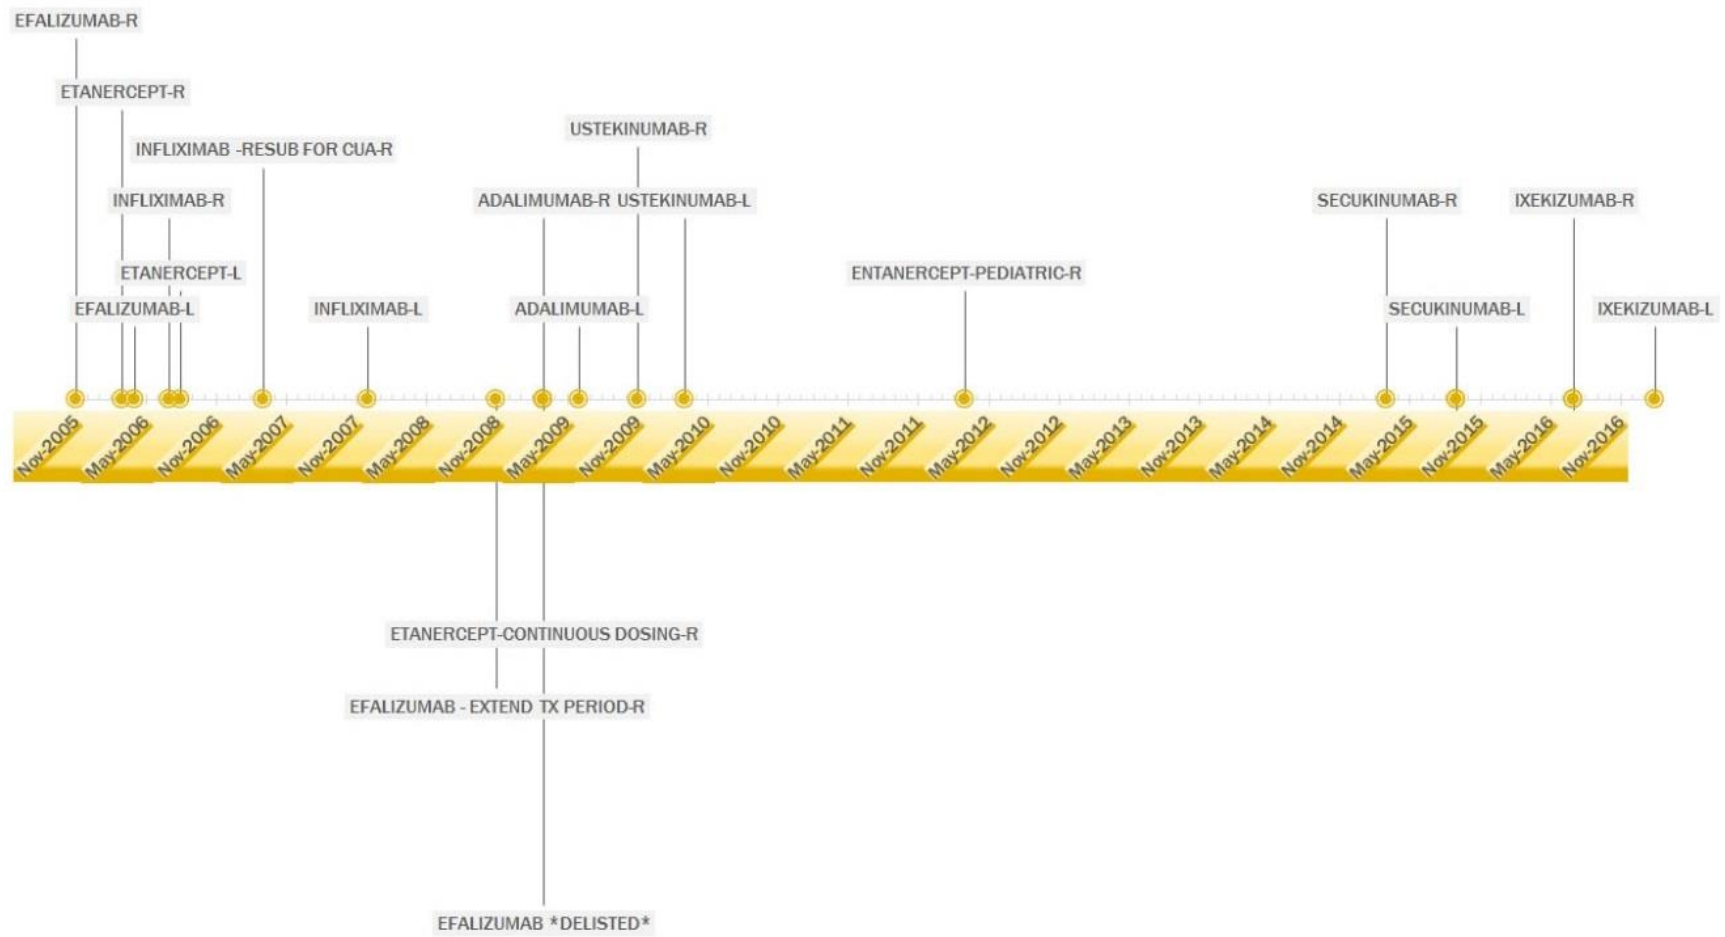 EFALIZUMAB-R
ETANERCEPT-R
USTEKINUMAB-R
INFLIXIMAB -RESUB FOR CUA-R
INFLIXIMAB-R
ADALIMUMAB-R
USTEKINUMAB-L
SECUKINUMAB-R
IXEKIZUMAB-R
ETANERCEPT-L
ENTANERCEPT-PEDIATRIC-R
EFALIZUMAB-L
INFLIXIMAB-L
ADALIMUMAB-L
SECUKINUMAB-L
IXEKIZUMAB-L
Nov-2005
May-2006
Nov-2006
May-2007
Nov-2007
May-2008
Nov-2008
May-2009
Nov-2009
May-2010
Nov-2010
May-2011
Nov-2011
May-2012
Nov-2012
May-2013
Nov-2013
May-2014
Nov-2014
May-2015
Nov-2015
May-2016
Nov-2016
ETANERCEPT-CONTINUOUS DOSING-R
EFALIZUMAB - EXTEND TX PERIOD-R
EFALIZUMAB *DELISTED*